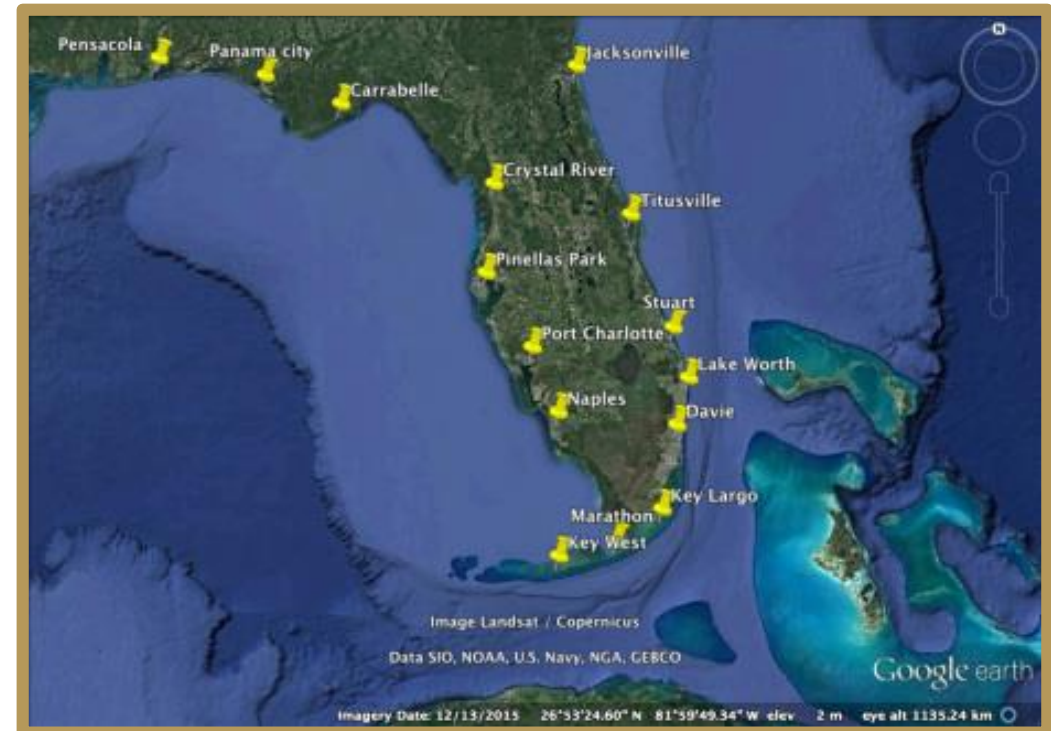 Pensacola
Panama city
Jacksonville
Carrabelle
Crystal River
Titusville
Pinellas Park
Stuart
Port Charlotte
Lake Worth
Naples
Davie
Key Largo
Marathon
Key West
Image Landsat / Copernicus
Data SIO, NOAA, U.S. Navy, NGA, GEBCO
Google earth
Imagery Date: 12/13/2015 26°53'24.60" N 81°59'49.34" W elev 2 m eye alt 1135.24 km
N